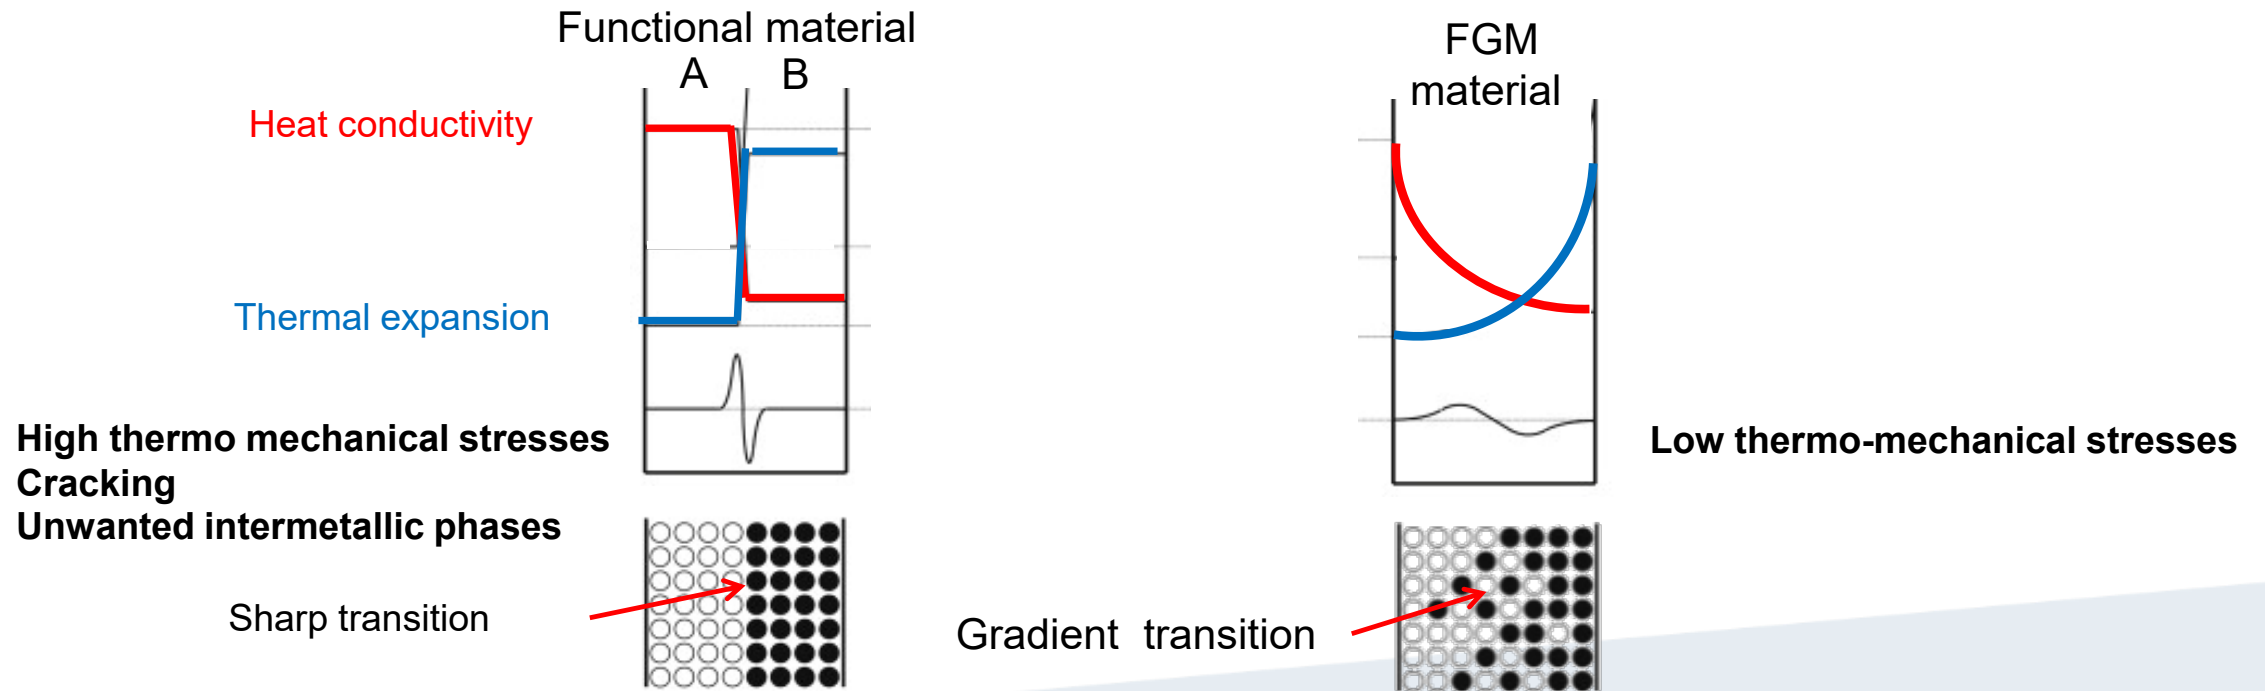 Functional material
A B
FGM
material
Heat conductivity
Thermal expansion
High thermo mechanical stresses
Cracking
Unwanted intermetallic phases
Low thermo-mechanical stresses
Sharp transition
Gradient transition